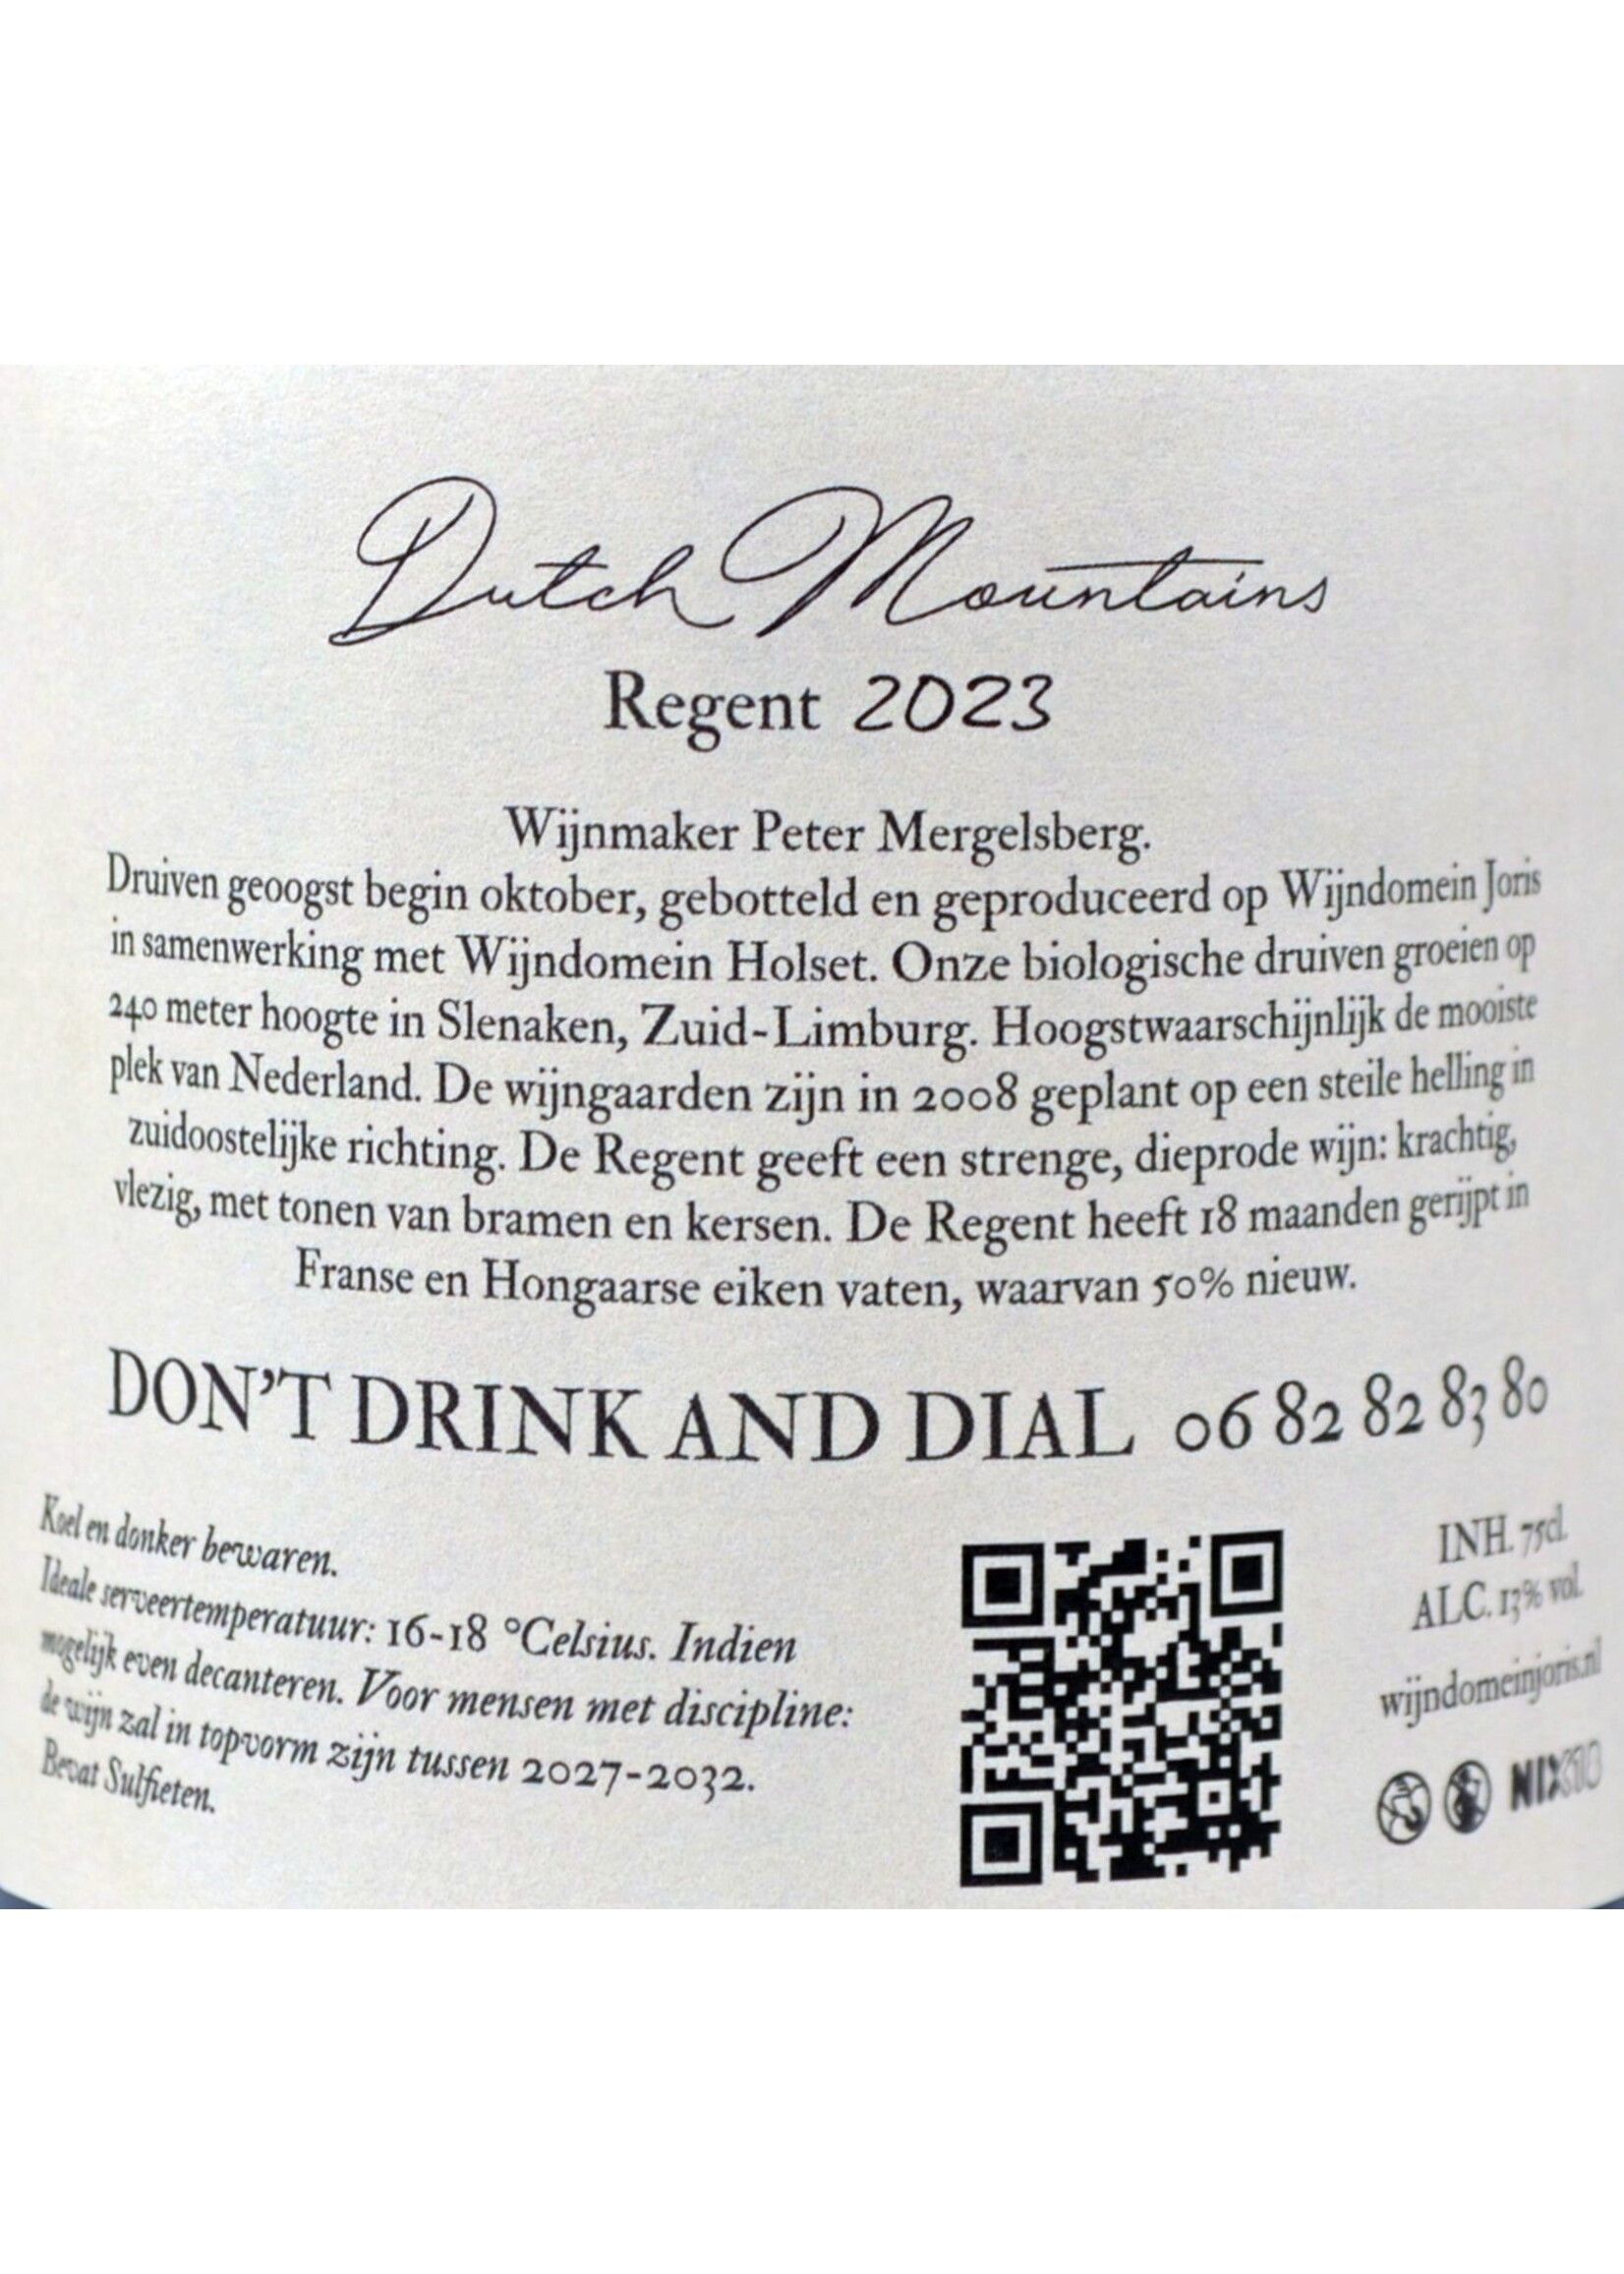 Dutch Mountains
Regent 2023
Wijnmaker Peter Mergelsberg.
Druiven geoogst begin oktober, gebotteld en geproduceerd op Wijndomein Joris
in samenwerking met Wijndomein Holset. Onze biologische druiven groeien op
240 meter hoogte in Slenaken, Zuid-Limburg. Hoogstwaarschijnlijk de mooiste
plek van Nederland. De wijngaarden zijn in 2008 geplant op een steile helling in
zuidoostelijke richting. De Regent geeft een strenge, dieprode wijn: krachtig,
vlezig, met tonen van bramen en kersen. De Regent heeft 18 maanden gerijpt in
Franse en Hongaarse eiken vaten, waarvan 50% nieuw.
DON'T DRINK AND DIAL 06 82 82 83 80
Koel en donker bewaren.
Ideale serveertemperatuur: 16-18 °Celsius. Indien
mogelijk even decanteren. Voor mensen met discipline:
de wijn zal in topvorm zijn tussen 2027-2032.
Bevat Sulfieten.
INH. 75cl.
ALC. 13% vol.
wijndomeinjoris.nl
NIX18